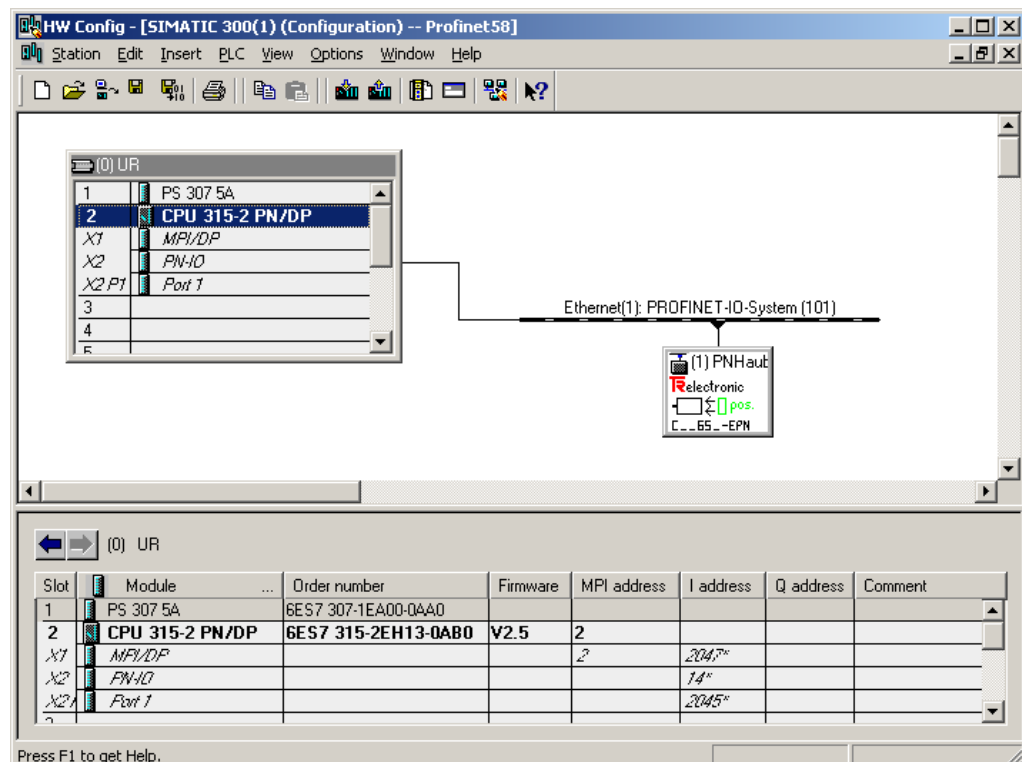 HW Config - [SIMATIC 300(1) (Configuration) -- Profinet58]
Station Edit Insert PLC View Options Window Help
(0) UR
1 PS 307 5A
2 CPU 315-2 PN/DP
X1 MPI/DP
X2 PN-IO
X2 P1 Port 1
3
4
5
Ethernet(1): PROFINET-IO-System (101)
(1) PNHaub
TRelectronic
pos.
C__65_-EPN
(0) UR
Slot Module ... Order number Firmware MPI address I address Q address Comment
1 PS 307 5A 6ES7 307-1EA00-0AA0
2 CPU 315-2 PN/DP 6ES7 315-2EH13-0AB0 V2.5 2
X1 MPI/DP 2 2047*
X2 PN-IO 14*
X2 Port 1 2045*
Press F1 to get Help.